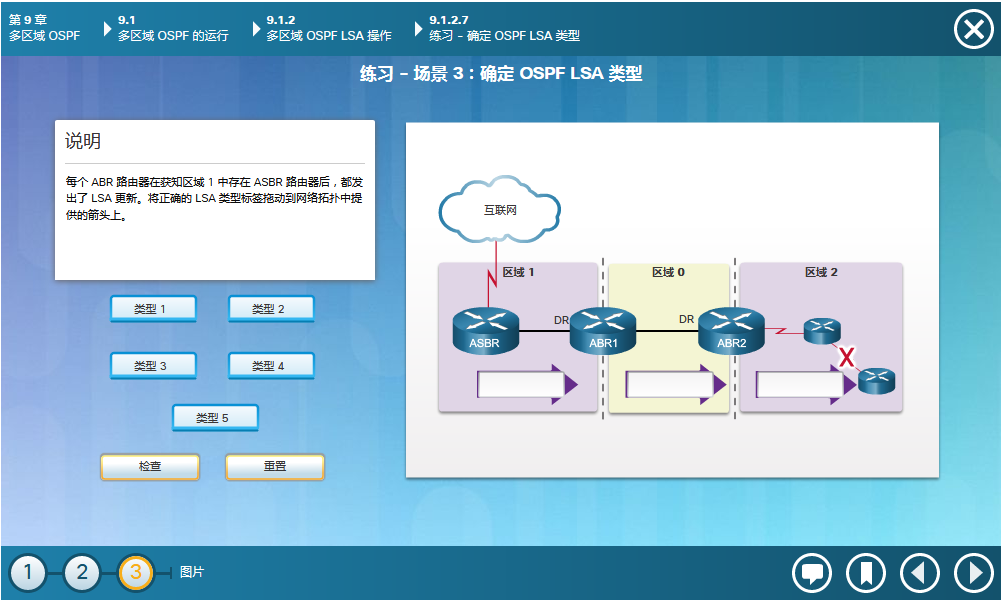 第 9 章
多区域 OSPF
9.1
多区域 OSPF 的运行
9.1.2
多区域 OSPF LSA 操作
9.1.2.7
练习 – 确定 OSPF LSA 类型
练习 – 场景 3：确定 OSPF LSA 类型
说明
每个 ABR 路由器在获知区域 1 中存在 ASBR 路由器后，都发
出了 LSA 更新。将正确的 LSA 类型标签拖动到网络拓扑中提
供的箭头上。
类型 1
类型 2
类型 3
类型 4
类型 5
检查
重置
互联网
区域 1
区域 0
区域 2
DR
DR
ASBR
ABR1
ABR2
X
1
2
3
图片